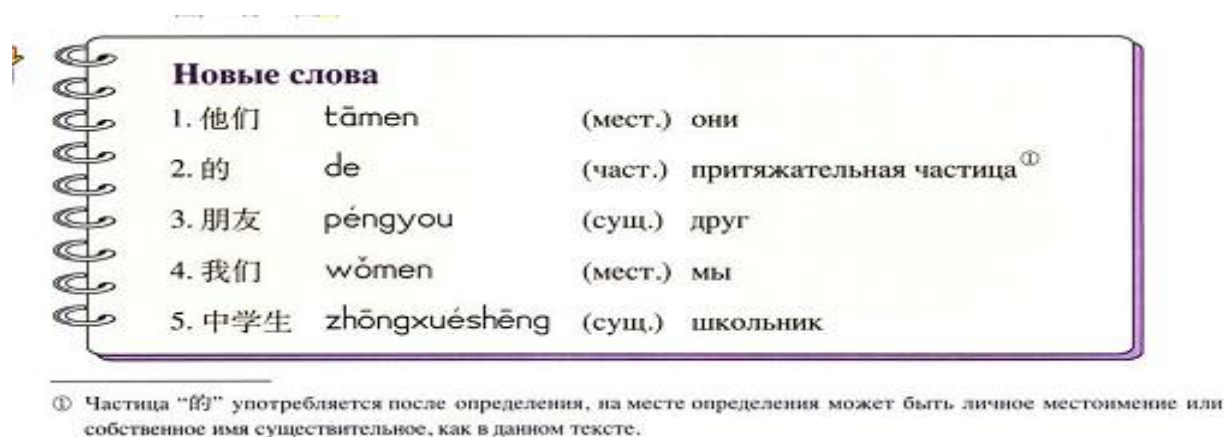 Новые слова
1. 他们 tāmen (мест.) они
2. 的 de (част.) притяжательная частица①
3. 朋友 péngyou (сущ.) друг
4. 我们 wǒmen (мест.) мы
5. 中学生 zhōngxuéshēng (сущ.) школьник
① Частица “的” употребляется после определения, на месте определения может быть личное местоимение или
собственное имя существительное, как в данном тексте.